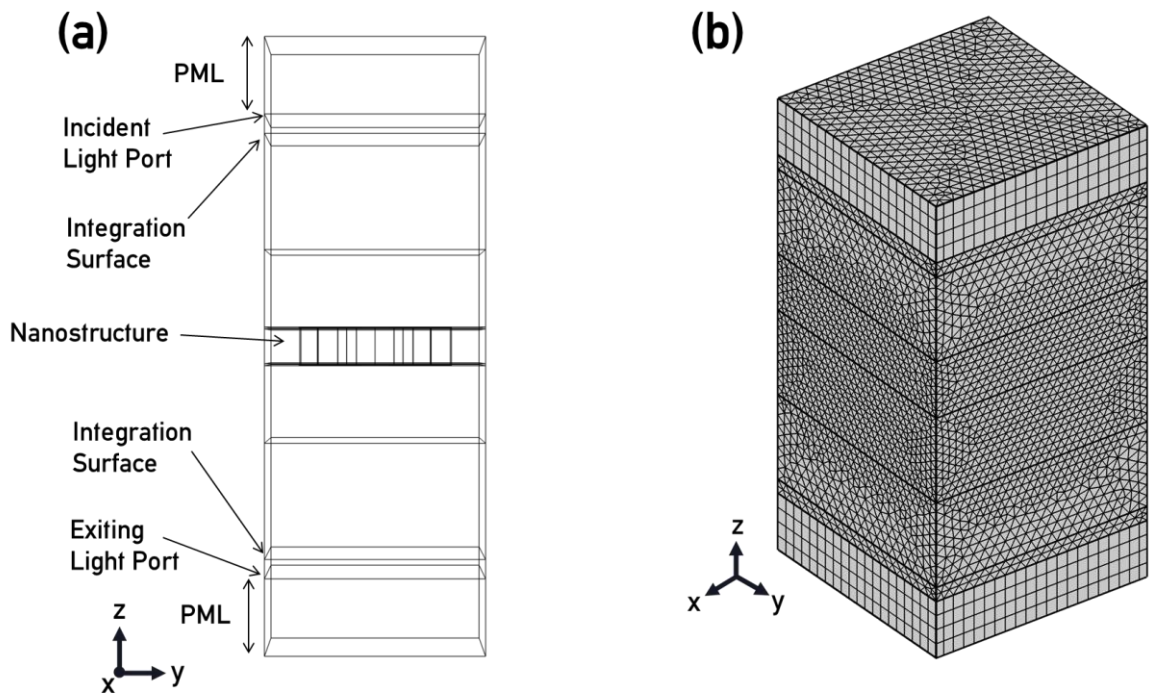 (a)
PML
Incident
Light Port
Integration
Surface
Nanostructure
Integration
Surface
Exiting
Light Port
PML
z
x
y
(b)
z
x
y